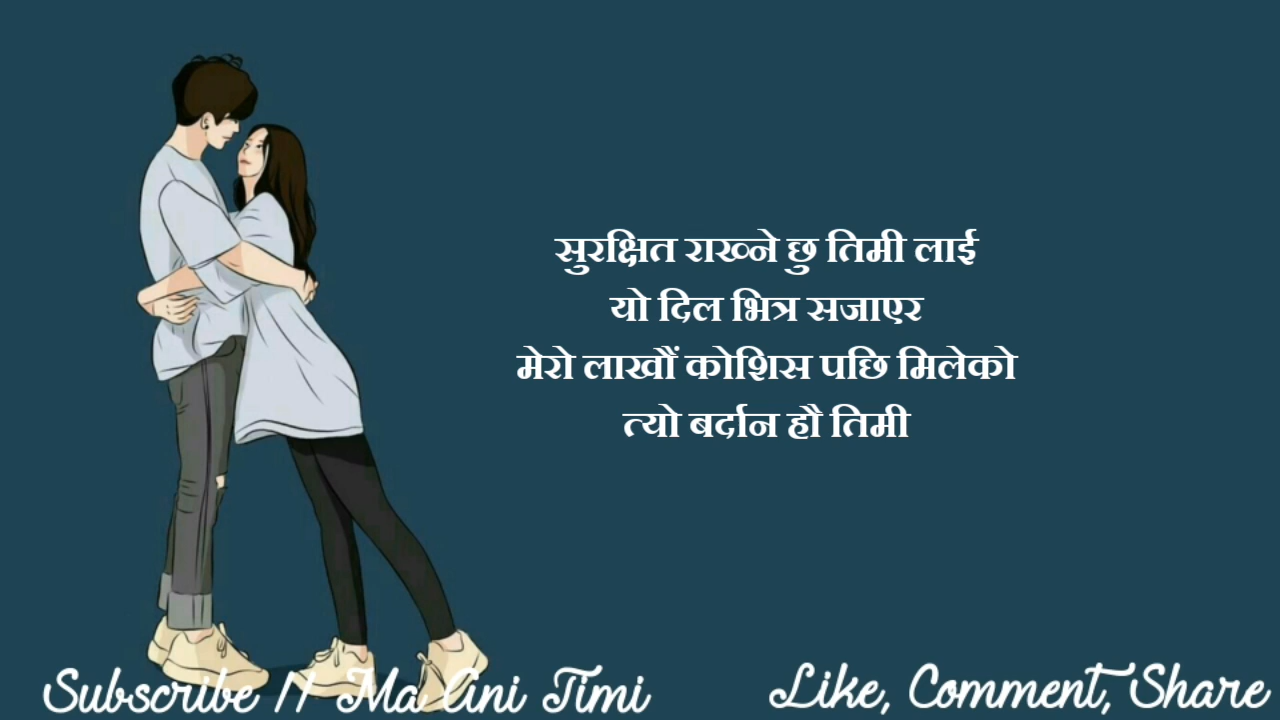 सुरक्षित राख्ने छु तिमी लाई
यो दिल भित्र सजाएर
मेरो लाखौं कोशिस पछि मिलेको
त्यो बर्दान हौ तिमी
Subscribe // Ma Ani Timi
Like, Comment, Share